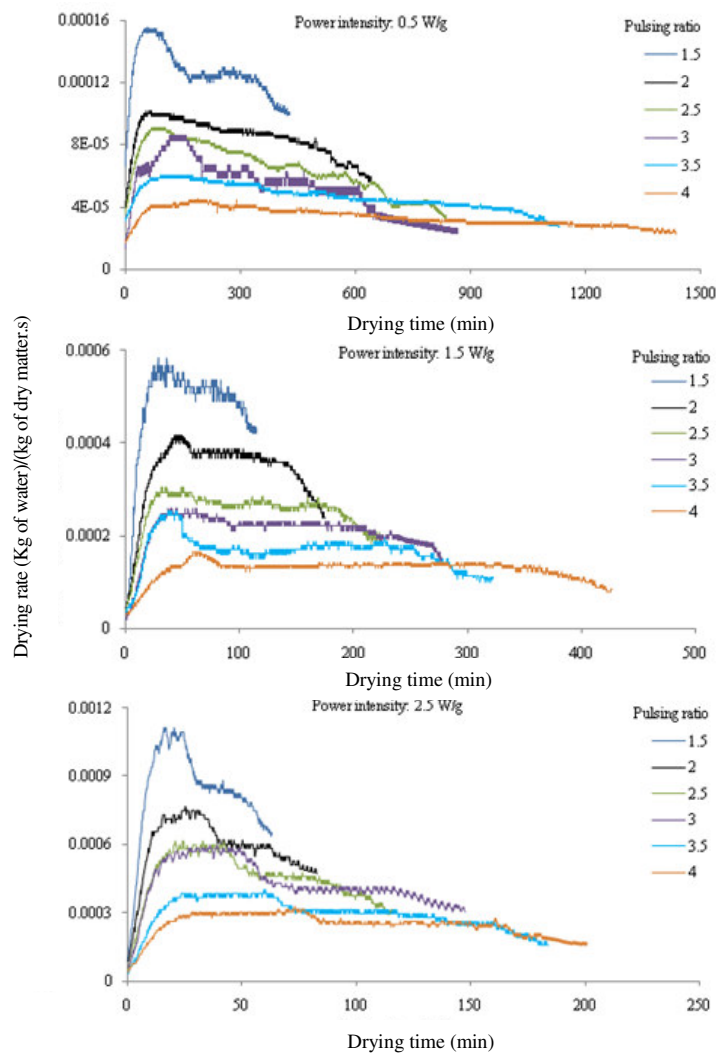 Drying rate (Kg of water)/(kg of dry matter.s)
Power intensity: 0.5 W/g
Pulsing ratio
1.5
2
2.5
3
3.5
4
0.00016
0.00012
8E-05
4E-05
0
0 300 600 900 1200 1500
Drying time (min)
Power intensity: 1.5 W/g
Pulsing ratio
1.5
2
2.5
3
3.5
4
0.0006
0.0004
0.0002
0
0 100 200 300 400 500
Drying time (min)
Power intensity: 2.5 W/g
Pulsing ratio
1.5
2
2.5
3
3.5
4
0.0012
0.0009
0.0006
0.0003
0
0 50 100 150 200 250
Drying time (min)